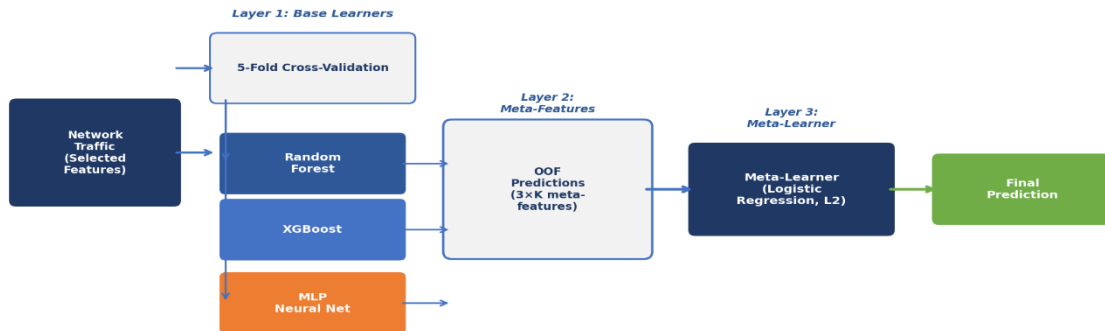 Layer 1: Base Learners
5-Fold Cross-Validation
Network
Traffic
(Selected
Features)
Random
Forest
XGBoost
MLP
Neural Net
Layer 2:
Meta-Features
OOF
Predictions
(3×K meta-
features)
Layer 3:
Meta-Learner
Meta-Learner
(Logistic
Regression, L2)
Final
Prediction